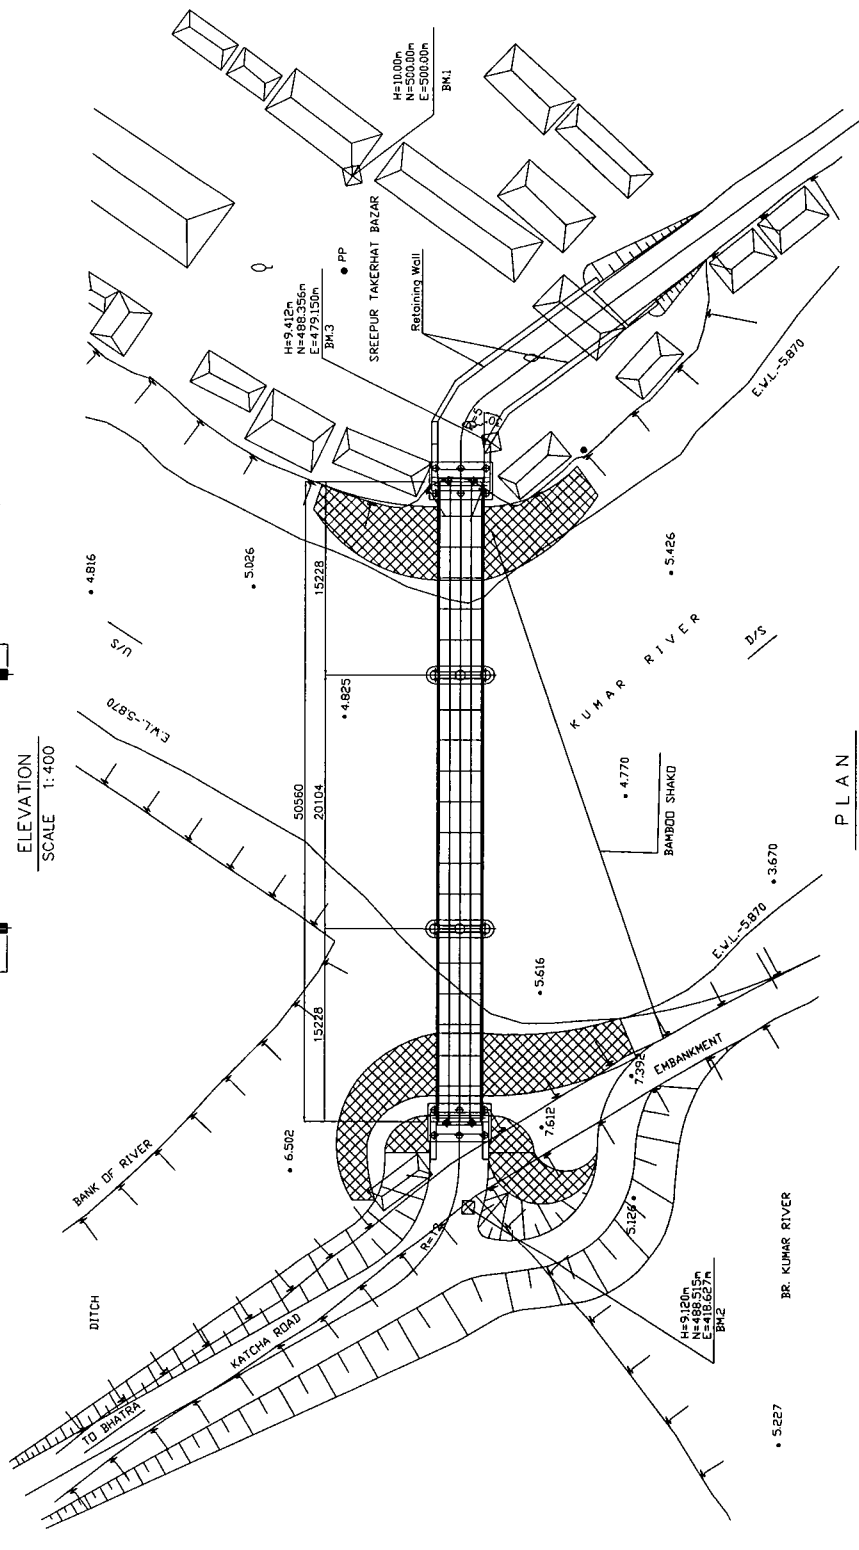 ELEVATION
SCALE 1:400
H=10.00m
N=500.00m
E=500.00m
BM.1
H=9.412m
N=488.356m
E=479.150m
BM.3
PP
SREEPUR TAKERHAT BAZAR
Retaining Wall
E.W.L.-5.870
4.816
5.026
U/S
E.W.L.-5.870
15228
20104
15228
50560
4.825
5.426
KUMAR RIVER
D/S
4.770
BAMBOO SHAKO
3.670
E.W.L.-5.870
5.616
EMBANKMENT
7.392
7.612
6.502
BANK OF RIVER
DITCH
R=12
KATCHA ROAD
TO BHATRA
5.126
H=9.120m
N=488.515m
E=418.627m
BM.2
BR. KUMAR RIVER
5.227
PLAN